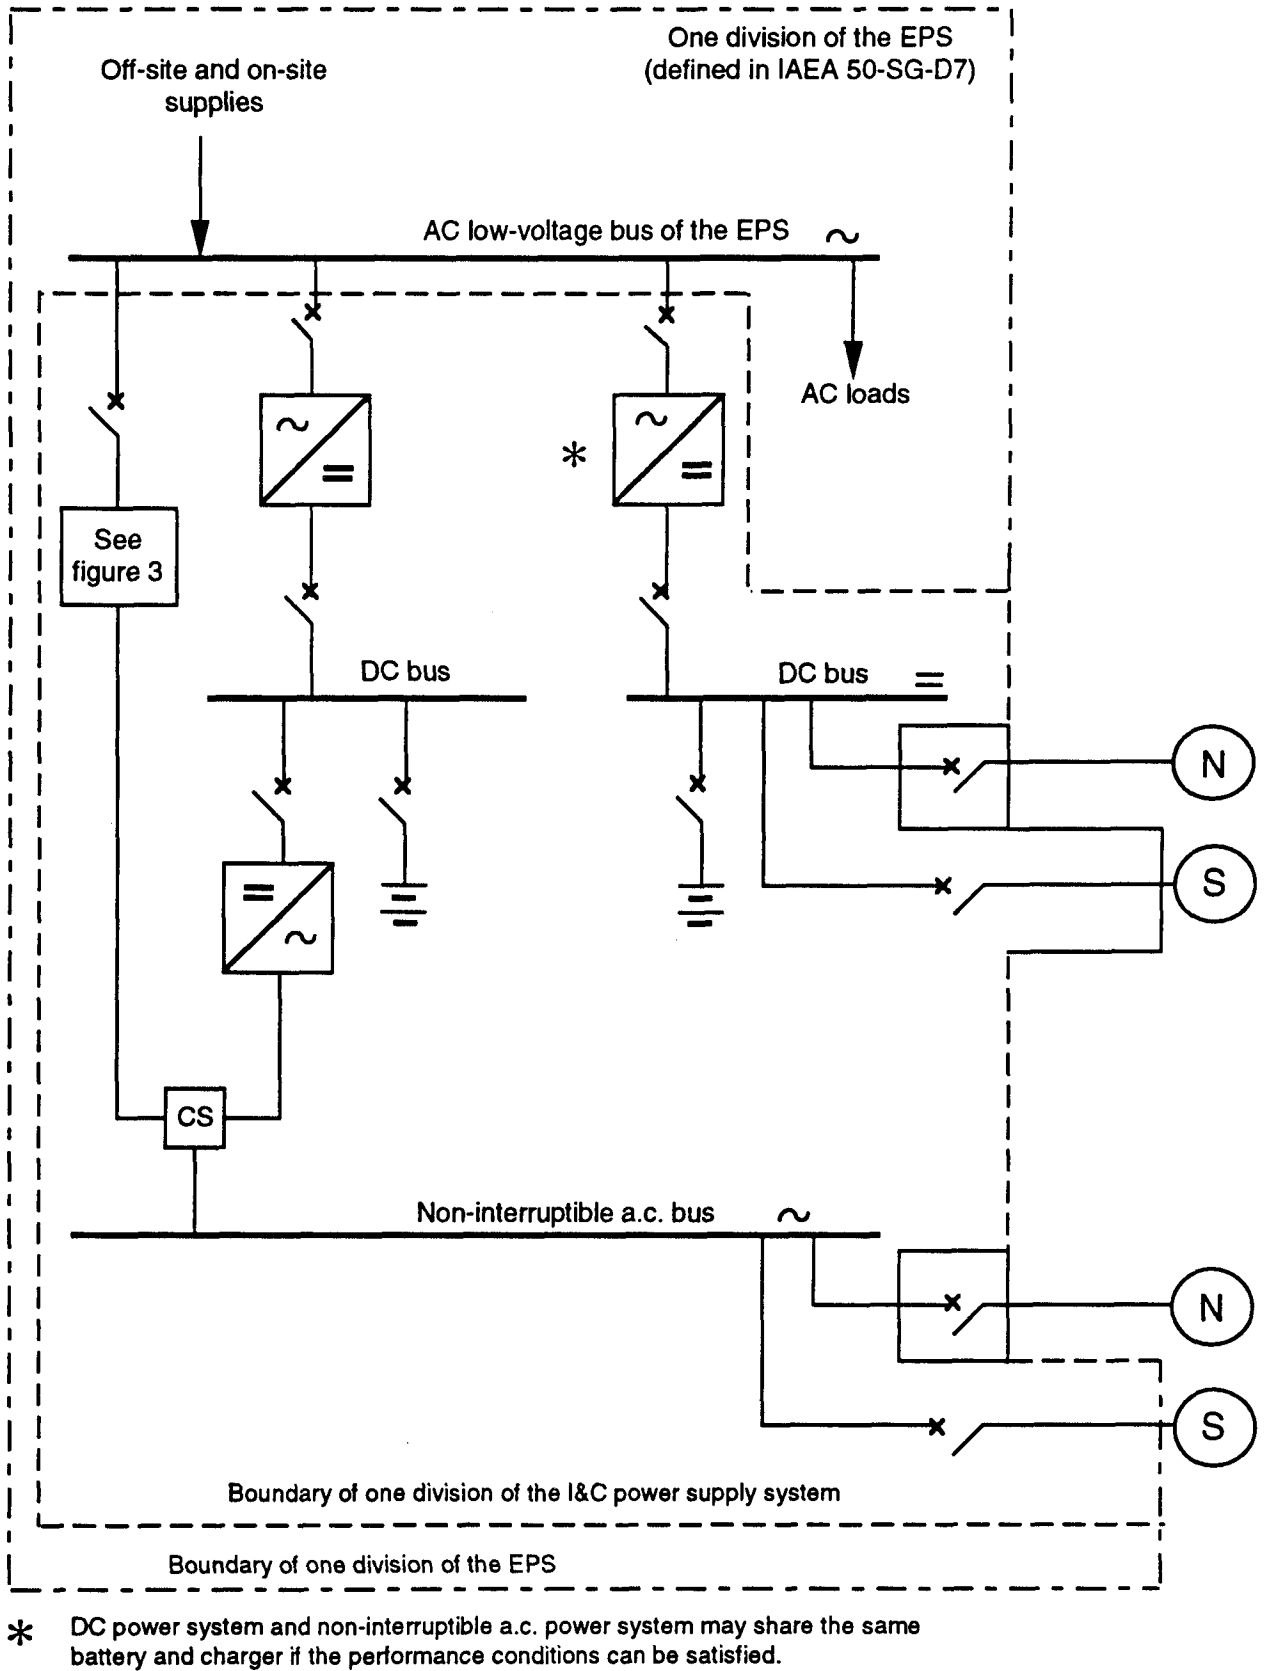 One division of the EPS
(defined in IAEA 50-SG-D7)
Off-site and on-site
supplies
AC low-voltage bus of the EPS
AC loads
See
figure 3
DC bus
DC bus
N
S
CS
Non-interruptible a.c. bus
N
S
Boundary of one division of the I&C power supply system
Boundary of one division of the EPS
* DC power system and non-interruptible a.c. power system may share the same
battery and charger if the performance conditions can be satisfied.